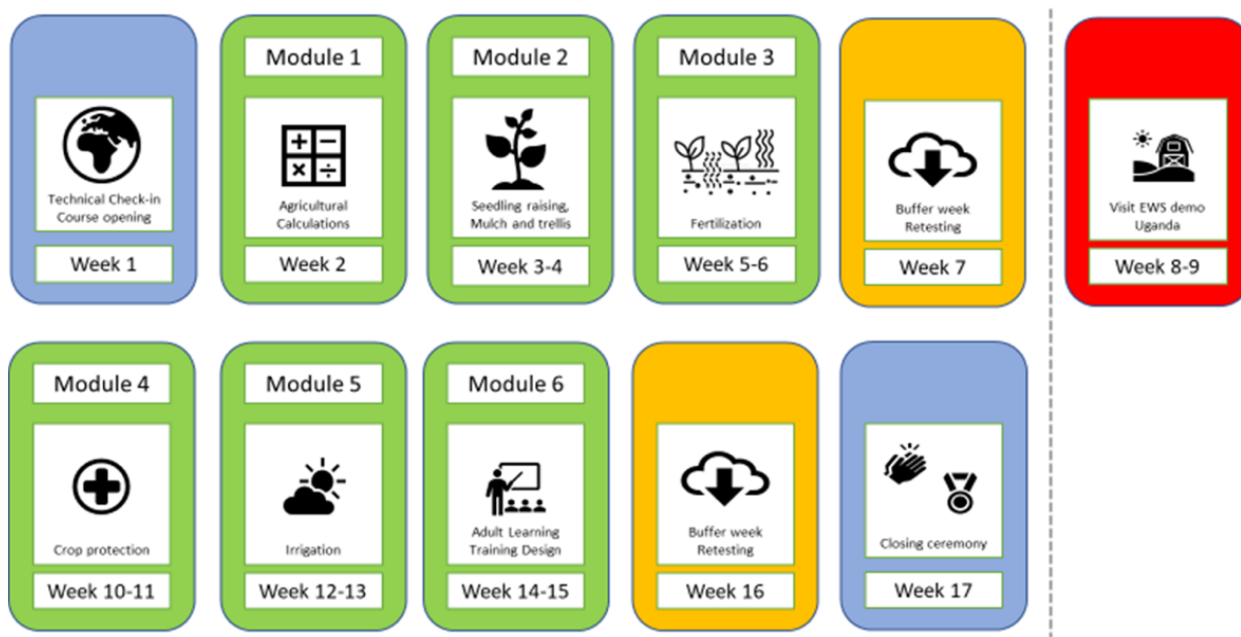 Module 1
Module 2
Module 3
Technical Check-in
Course opening
Agricultural
Calculations
Seedling raising,
Mulch and trellis
Fertilization
Buffer week
Retesting
Visit EWS demo
Uganda
Week 1
Week 2
Week 3-4
Week 5-6
Week 7
Week 8-9
Module 4
Module 5
Module 6
Crop protection
Irrigation
Adult Learning
Training Design
Buffer week
Retesting
Closing ceremony
Week 10-11
Week 12-13
Week 14-15
Week 16
Week 17